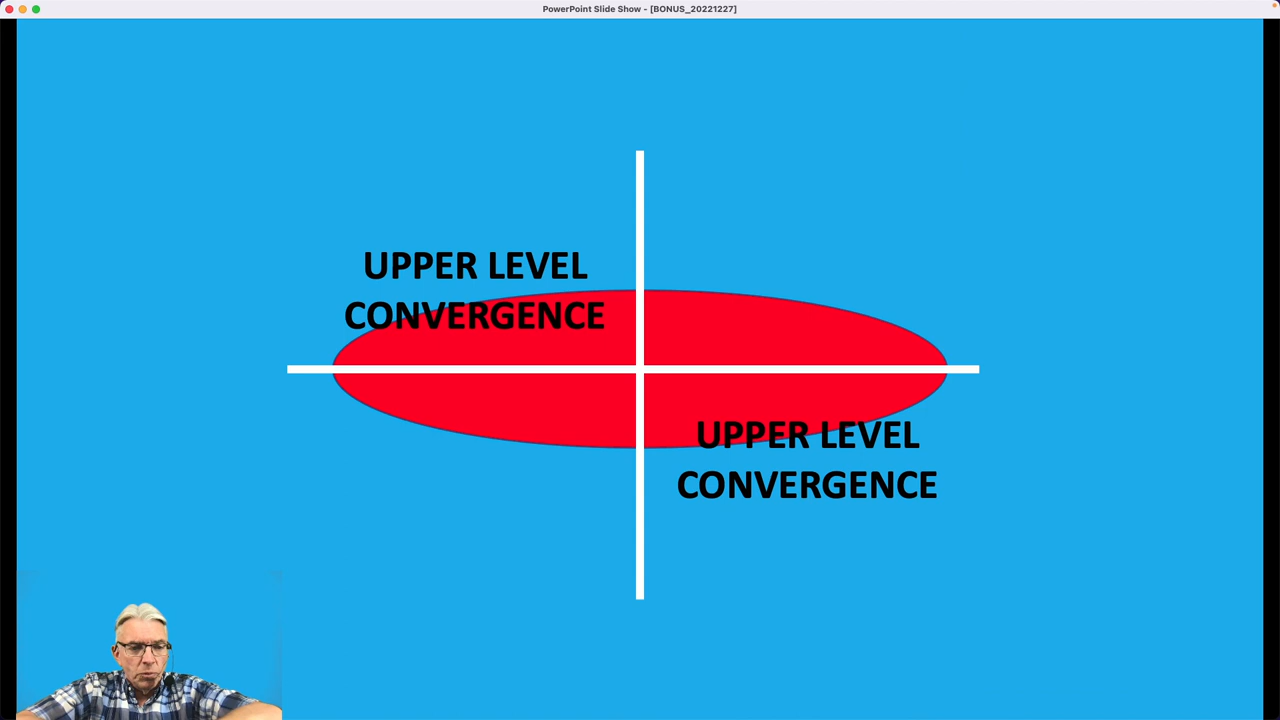 PowerPoint Slide Show - [BONUS_20221227]
UPPER LEVEL
CONVERGENCE
UPPER LEVEL
CONVERGENCE